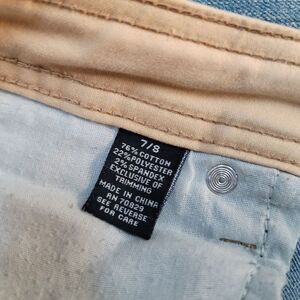 7/8
76% COTTON
22% POLYESTER
2% SPANDEX
EXCLUSIVE OF
TRIMMING
MADE IN CHINA
RN 70829
SEE REVERSE
FOR CARE